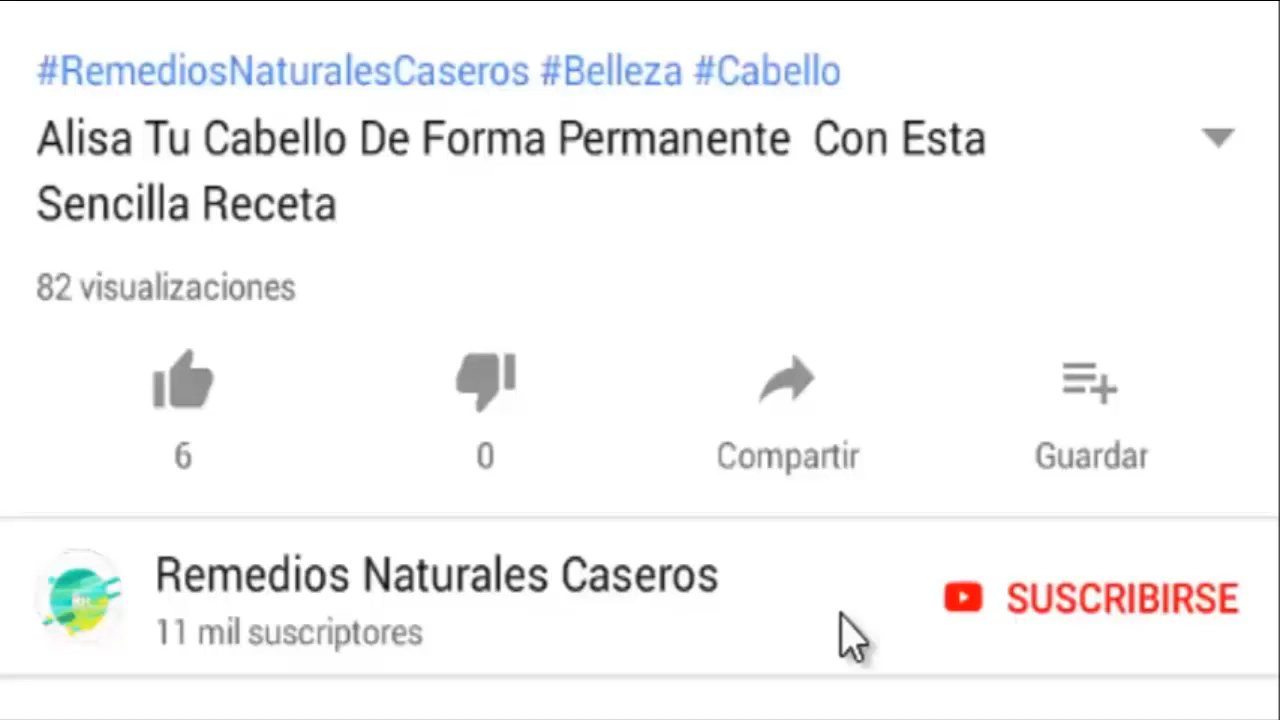 #RemediosNaturalesCaseros #Belleza #Cabello
Alisa Tu Cabello De Forma Permanente Con Esta
Sencilla Receta
82 visualizaciones
6 0 Compartir Guardar
Remedios Naturales Caseros
SUSCRIBIRSE
11 mil suscriptores